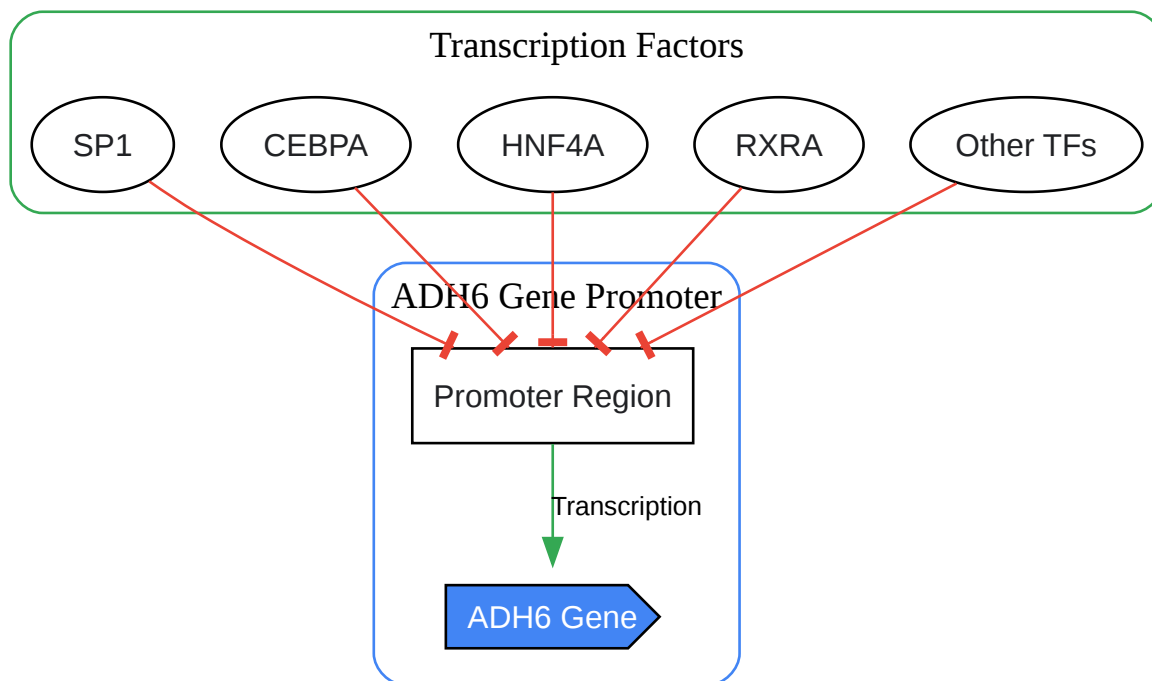 Transcription Factors
SP1
CEBPA
HNF4A
RXRA
Other TFs
ADH6 Gene Promoter
Promoter Region
Transcription
ADH6 Gene